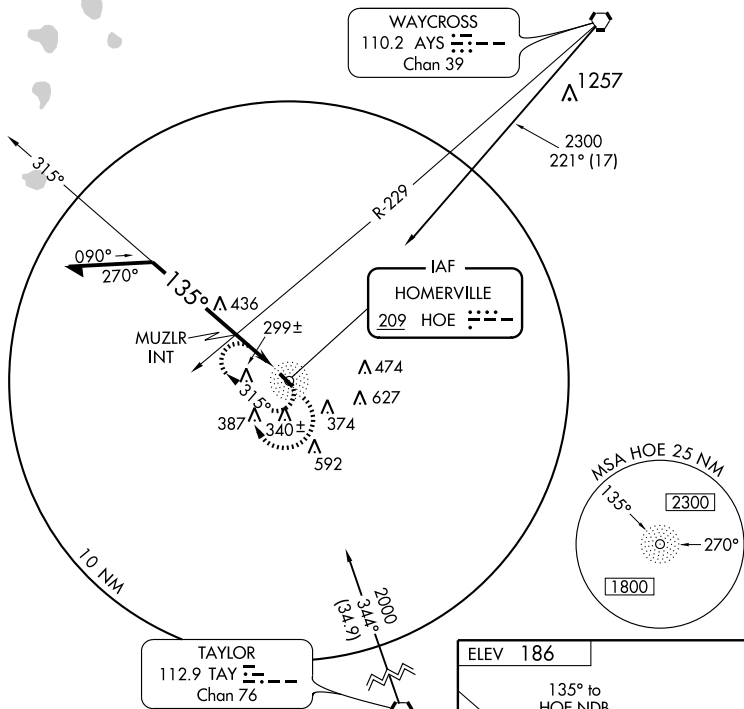 WAYCROSS
110.2 AYS
Chan 39
1257
2300
221° (17)
R-229
315°
090°
270°
135°
436
MUZLR
INT
299±
IAF
HOMERVILLE
209 HOE
474
627
315°
387
340±
374
592
10 NM
MSA HOE 25 NM
135°
2300
270°
1800
2000
344°
(34.9)
TAYLOR
112.9 TAY
Chan 76
ELEV 186
135° to
HOE NDB